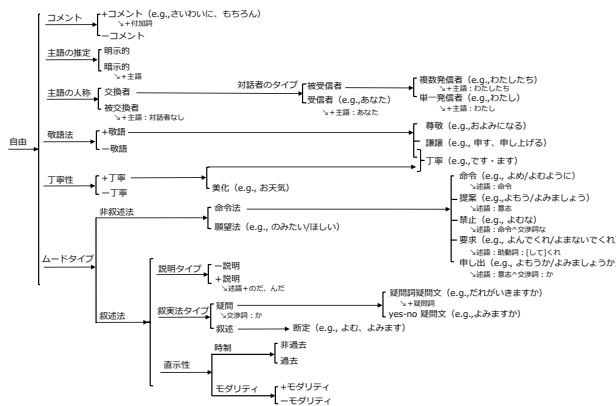 コメント
+コメント（e.g.,さいわいに、もちろん）
↘+付加詞
ーコメント
主語の推定
明示的
暗示的
↘+主語
主語の人称
交換者
被交換者
↘+主語：対話者なし
対話者のタイプ
被受信者
受信者（e.g.,あなた）
↘+主語：あなた
複数発信者（e.g.,わたしたち）
↘+主語：わたしたち
単一発信者（e.g.,わたし）
↘+主語：わたし
自由
敬語法
+敬語
ー敬語
尊敬（e.g.,およみになる）
謙譲（e.g., 申す、申し上げる）
丁寧（e.g.,です・ます）
丁寧性
+丁寧
ー丁寧
美化（e.g., お天気）
ムードタイプ
非叙述法
命令法
願望法（e.g., のみたい/ほしい）
命令（e.g., よめ/よむように）
↘述語：命令
提案（e.g., よもう/よみましょう）
↘述語：意志
禁止（e.g., よむな）
↘述語：命令^交渉詞な
要求（e.g., よんでくれ/よまないでくれ）
↘述語：助動詞：[して]くれ
申し出（e.g., よもうか/よみましょうか）
↘述語：意志^交渉詞：か
叙述法
説明タイプ
ー説明
+説明
↘述語+のだ、んだ
叙実法タイプ
疑問
↘交渉詞：か
叙述
疑問詞疑問文（e.g.,だれがいきますか）
↘+疑問詞
yes-no 疑問文（e.g.,よみますか）
断定（e.g., よむ、よみます）
直示性
時制
非過去
過去
モダリティ
+モダリティ
ーモダリティ